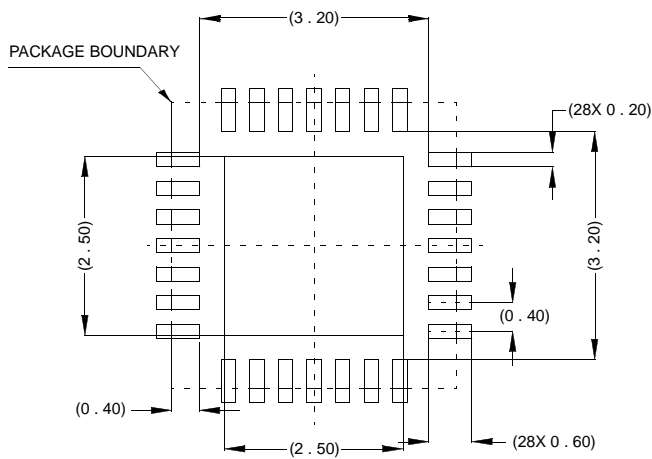 (3 . 20)
PACKAGE BOUNDARY
(28X 0 . 20)
(2 . 50)
(3 . 20)
(0 . 40)
(0 . 40)
(2 . 50)
(28X 0 . 60)